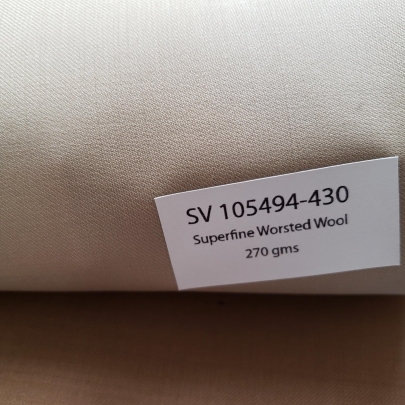 SV 105494-430
Superfine Worsted Wool
270 gms